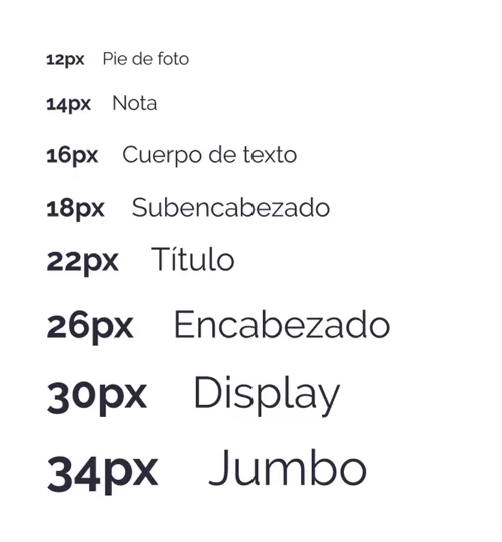 12px Pie de foto
14px Nota
16px Cuerpo de texto
18px Subencabezado
22px Título
26px Encabezado
30px Display
34px Jumbo